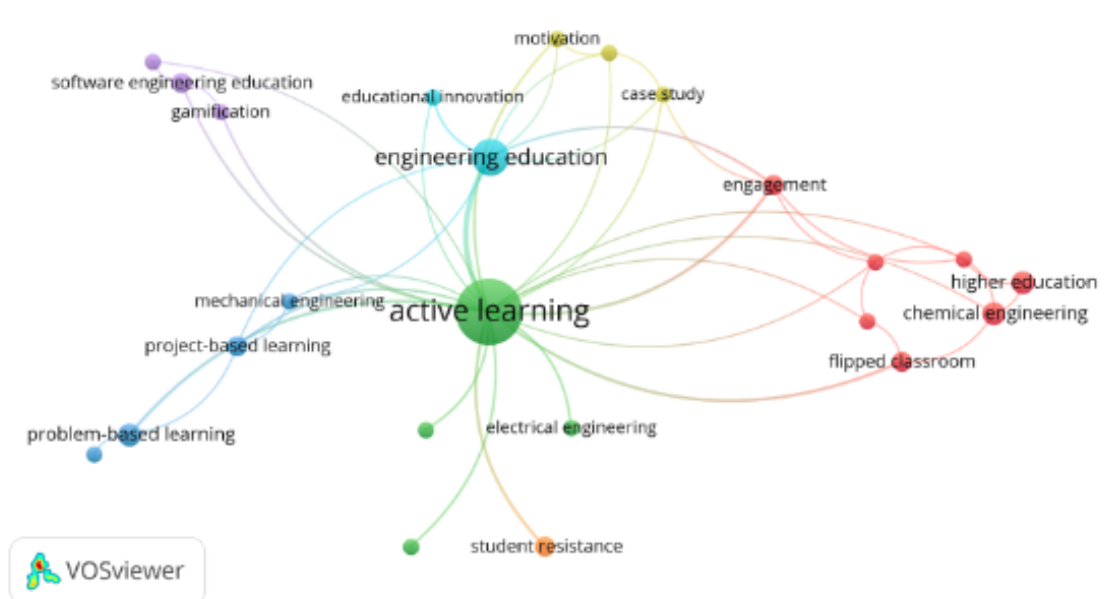 motivation
software engineering education
educational innovation
case study
gamification
engineering education
engagement
higher education
mechanical engineering
active learning
chemical engineering
project-based learning
flipped classroom
electrical engineering
problem-based learning
student resistance
VOSviewer